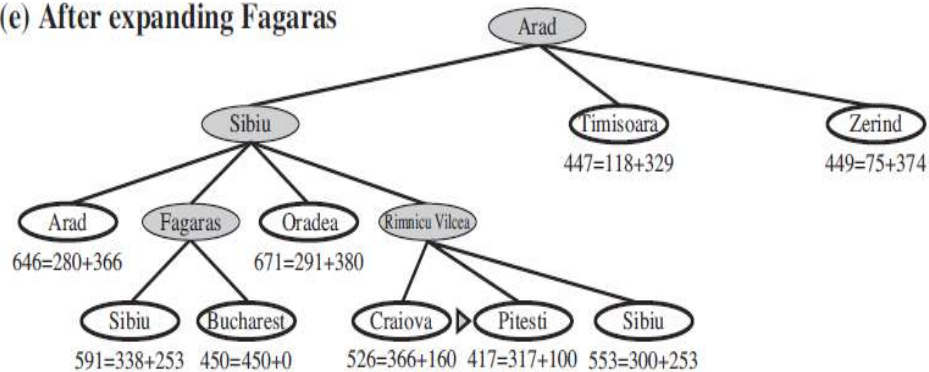 (e) After expanding Fagaras
Arad
Sibiu
Timisoara
Zerind
447=118+329
449=75+374
Arad
Fagaras
Oradea
Rimnicu Vilcea
646=280+366
671=291+380
Sibiu
Bucharest
Craiova
Pitesti
Sibiu
591=338+253
450=450+0
526=366+160
417=317+100
553=300+253